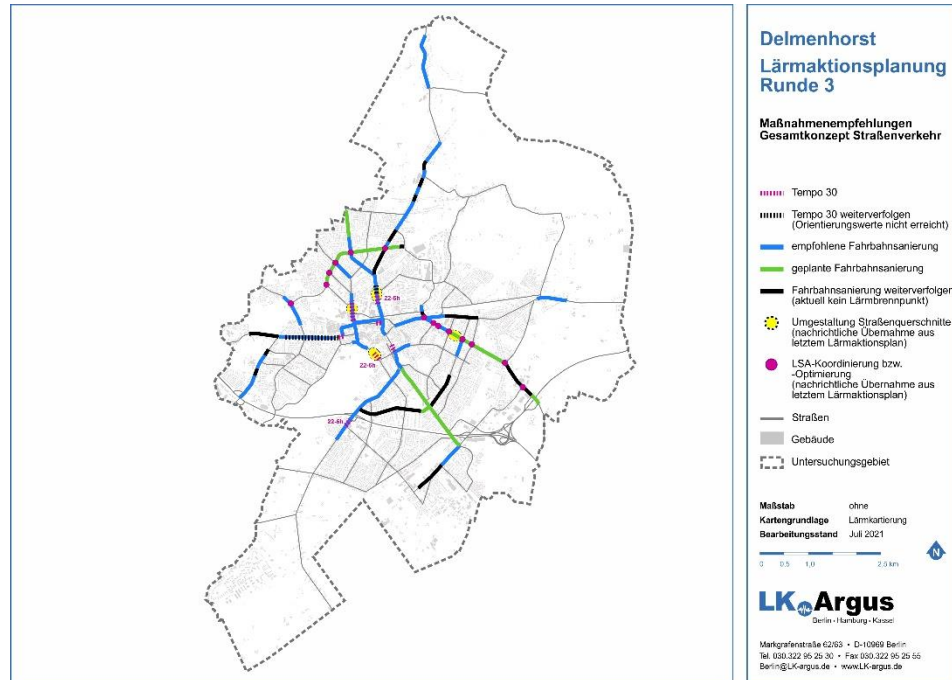 Delmenhorst
Lärmaktionsplanung
Runde 3
Maßnahmenempfehlungen
Gesamtkonzept Straßenverkehr
Tempo 30
Tempo 30 weiterverfolgen
(Orientierungswerte nicht erreicht)
empfohlene Fahrbahnsanierung
geplante Fahrbahnsanierung
Fahrbahnsanierung weiterverfolgen
(aktuell kein Lärmbrennpunkt)
Umgestaltung Straßenquerschnitte
(nachrichtliche Übernahme aus
letztem Lärmaktionsplan)
LSA-Koordinierung bzw.
-Optimierung
(nachrichtliche Übernahme aus
letztem Lärmaktionsplan)
Straßen
Gebäude
Untersuchungsgebiet
Maßstab ohne
Kartengrundlage Lärmkartierung
Bearbeitungsstand Juli 2021
0 0,5 1,0 2,0 km
N
LK Argus
Berlin • Hamburg • Kassel
Markgrafenstraße 62/63 • D-10969 Berlin
Tel. 030.322 95 25 30 • Fax 030.322 95 25 55
Berlin@LK-argus.de • www.LK-argus.de
22-6h
22-6h
22-6h